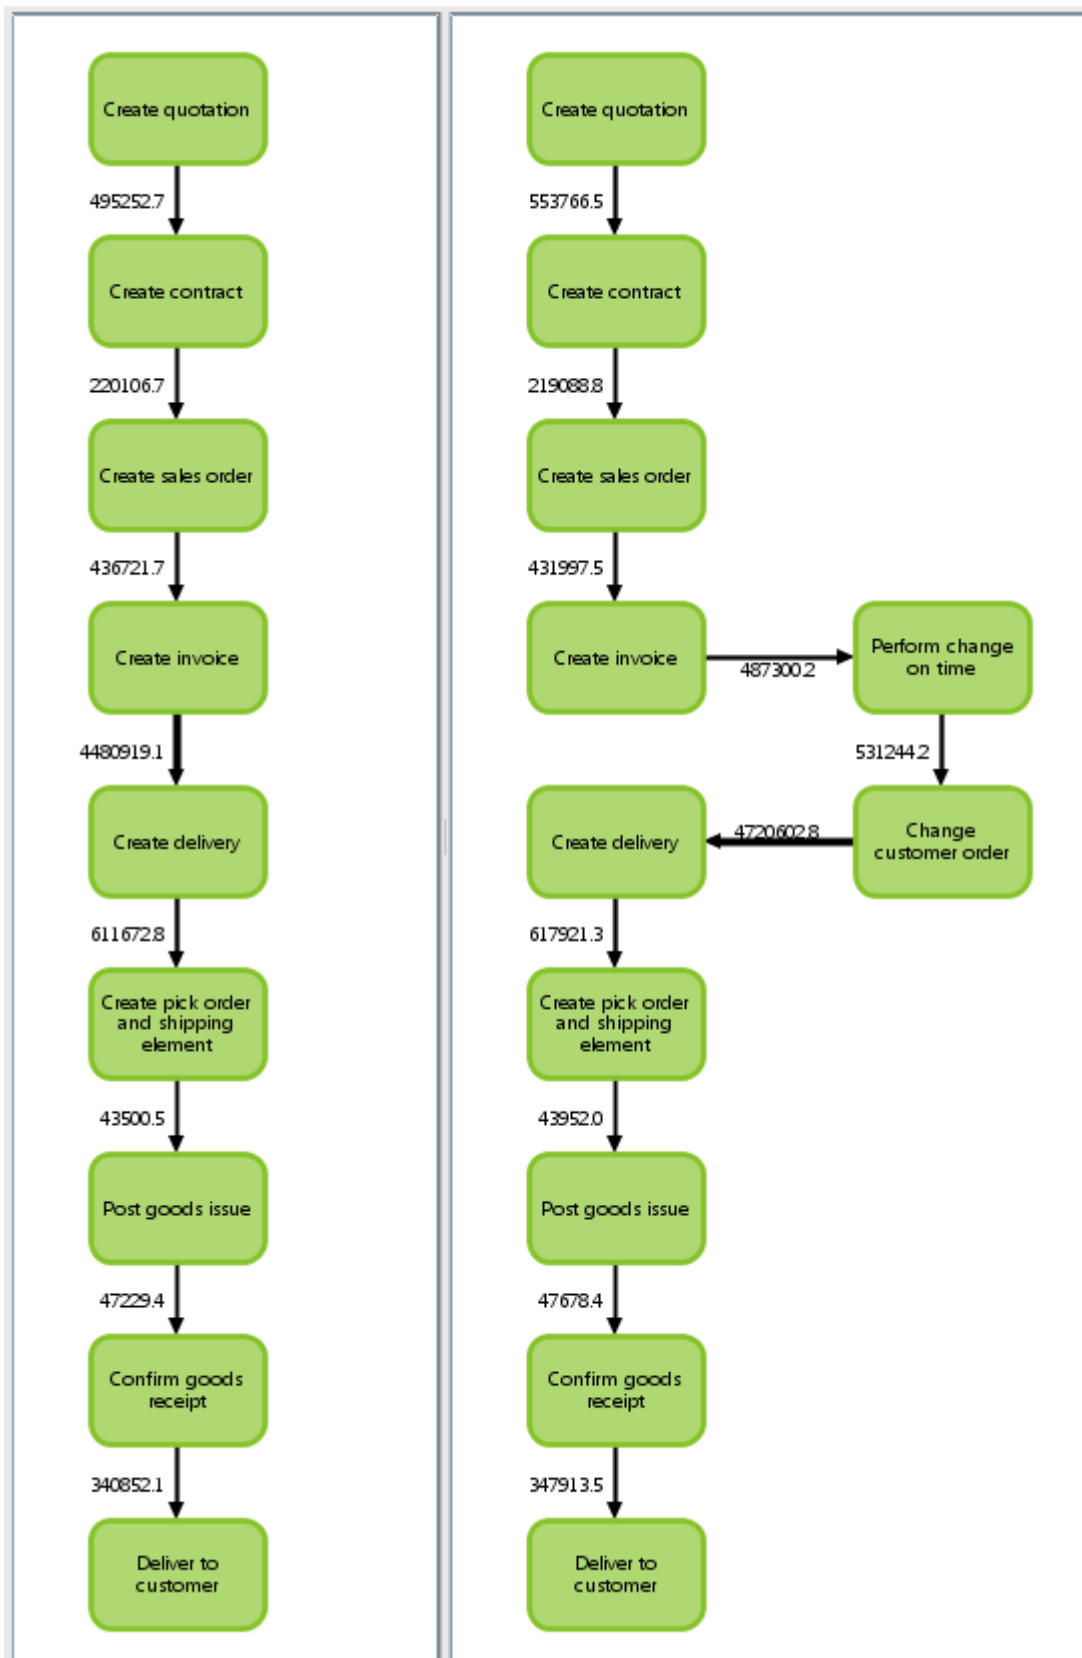 Create quotation
495252.7
Create contract
220106.7
Create sales order
436721.7
Create invoice
4480919.1
Create delivery
611672.8
Create pick order
and shipping
element
43500.5
Post goods issue
47229.4
Confirm goods
receipt
340852.1
Deliver to
customer
Create quotation
553766.5
Create contract
219088.8
Create sales order
431997.5
Create invoice
487300.2
Perform change
on time
531244.2
Change
customer order
4720602.8
Create delivery
617921.3
Create pick order
and shipping
element
43952.0
Post goods issue
47678.4
Confirm goods
receipt
347913.5
Deliver to
customer